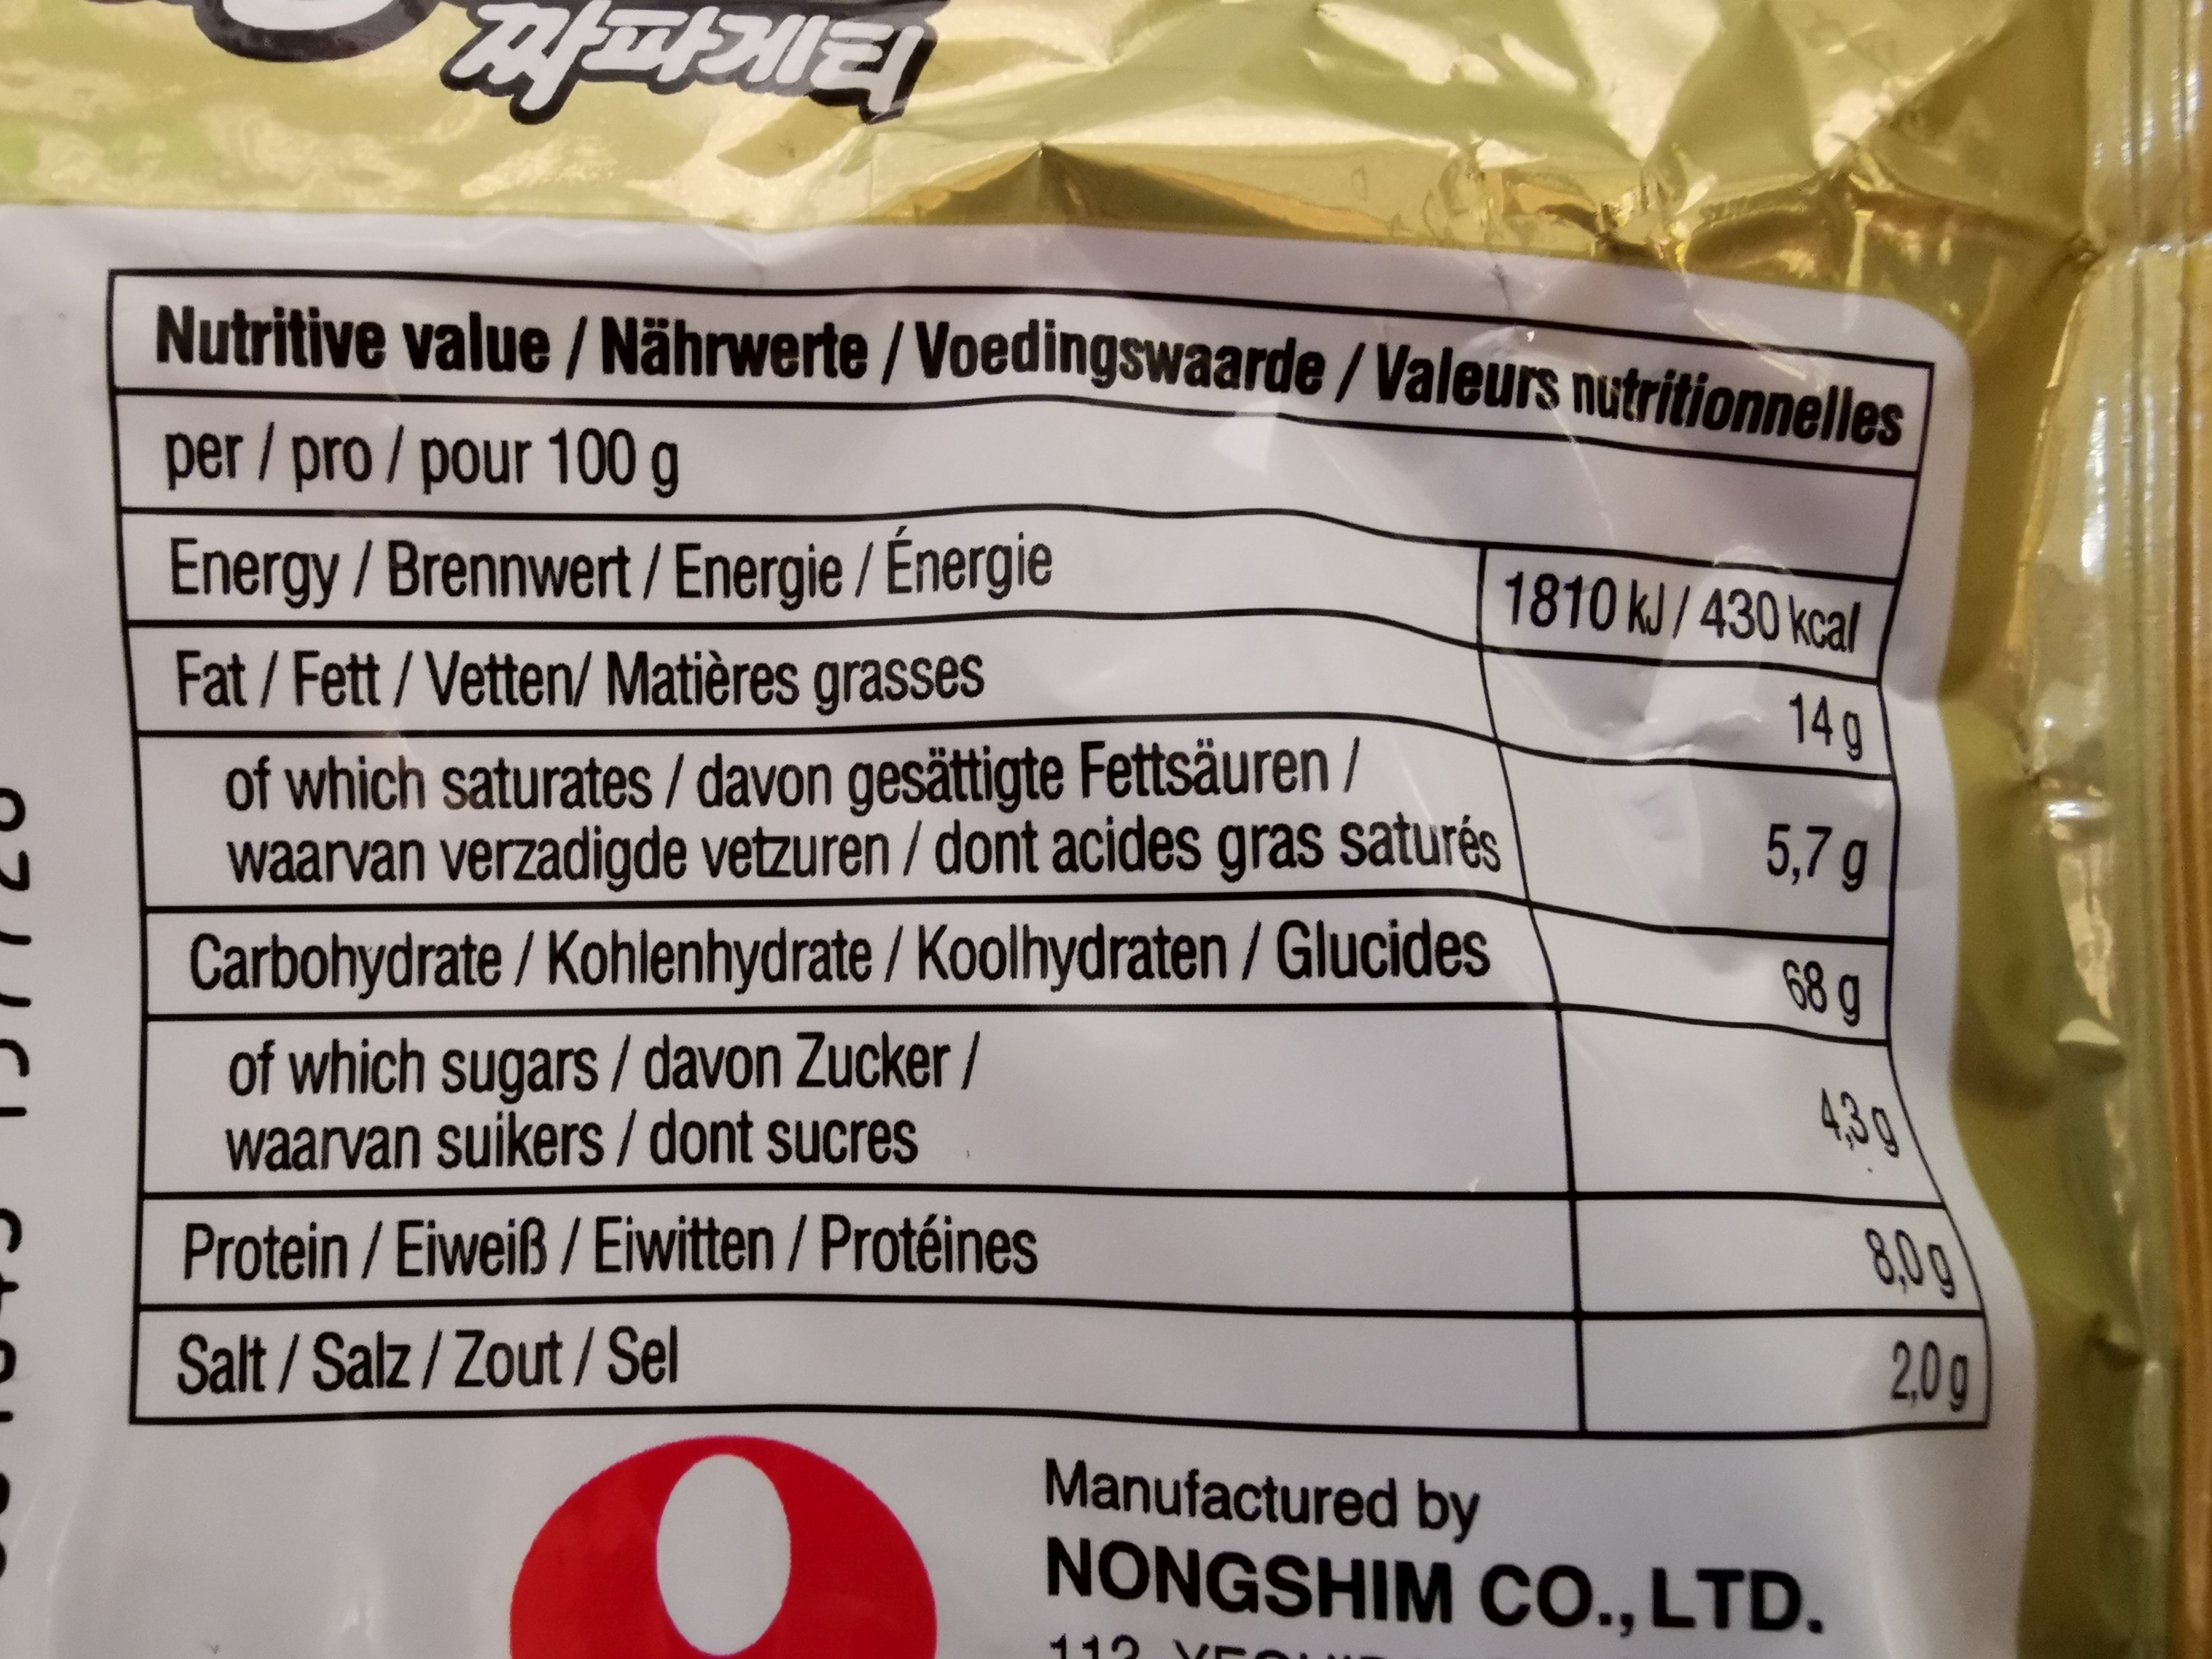 짜파게티
Nutritive value / Nährwerte / Voedingswaarde / Valeurs nutritionnelles
per / pro / pour 100 g
Energy / Brennwert / Energie / Énergie 1810 kJ / 430 kcal
Fat / Fett / Vetten/ Matières grasses 14 g
of which saturates / davon gesättigte Fettsäuren /
waarvan verzadigde vetzuren / dont acides gras saturés 5,7 g
Carbohydrate / Kohlenhydrate / Koolhydraten / Glucides 68 g
of which sugars / davon Zucker /
waarvan suikers / dont sucres 4,3 g
Protein / Eiweiß / Eiwitten / Protéines 8,0 g
Salt / Salz / Zout / Sel 2,0 g
Manufactured by
NONGSHIM CO., LTD.
112